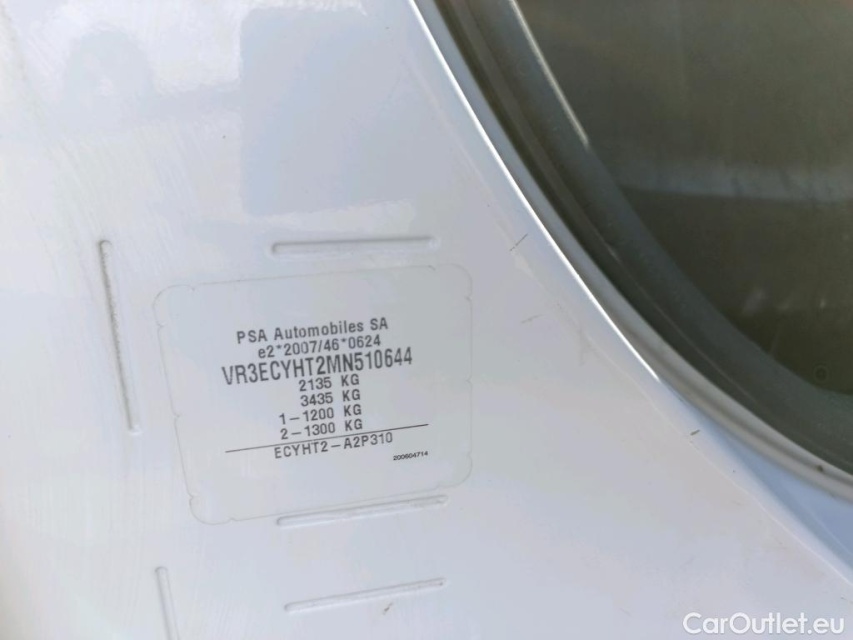 PSA Automobiles SA
e2*2007/46*0624
VR3ECYHT2MN510644
2135 KG
3435 KG
1-1200 KG
2-1300 KG
ECYHT2-A2P310
200604714
CarOutlet.eu